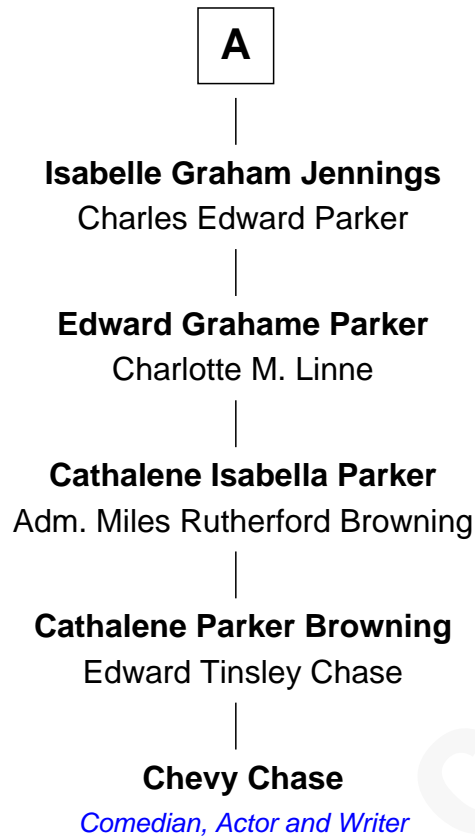 A
Isabelle Graham Jennings
Charles Edward Parker
Edward Grahame Parker
Charlotte M. Linne
Cathalene Isabella Parker
Adm. Miles Rutherford Browning
Cathalene Parker Browning
Edward Tinsley Chase
Chevy Chase
Comedian, Actor and Writer